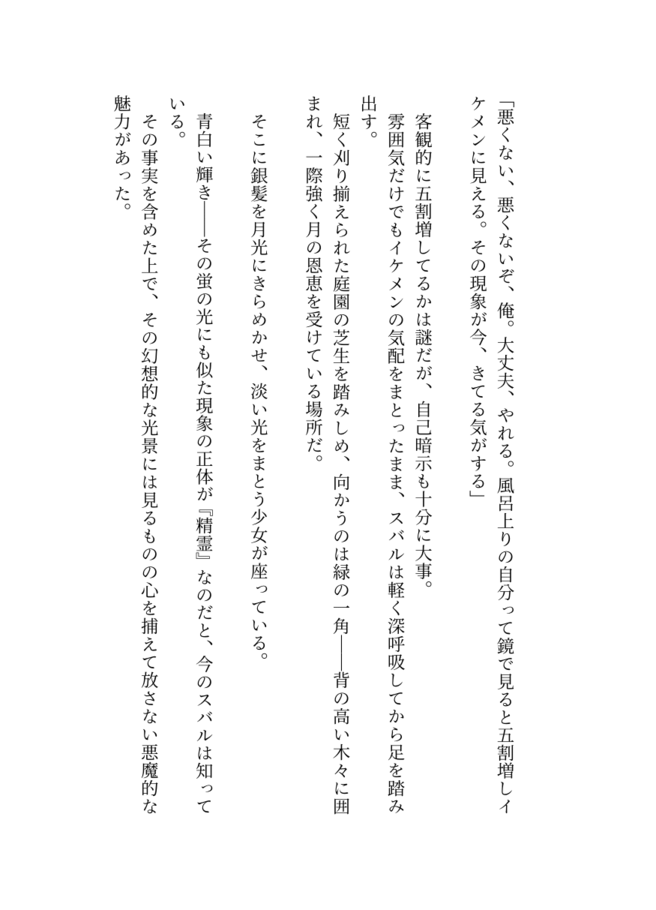 「悪くない、悪くないぞ、俺。大丈夫、やれる。風呂上りの自分って鏡で見ると五割増しイ
ケメンに見える。その現象が今、きてる気がする」
客観的に五割増してるかは謎だが、自己暗示も十分に大事。
雰囲気だけでもイケメンの気配をまとったまま、スバルは軽く深呼吸してから足を踏み
出す。
短く刈り揃えられた庭園の芝生を踏みしめ、向かうのは緑の一角――背の高い木々に囲
まれ、一際強く月の恩恵を受けている場所だ。
そこに銀髪を月光にきらめかせ、淡い光をまとう少女が座っている。
青白い輝き――その蛍の光にも似た現象の正体が『精霊』なのだと、今のスバルは知って
いる。
その事実を含めた上で、その幻想的な光景には見るものの心を捕えて放さない悪魔的な
魅力があった。